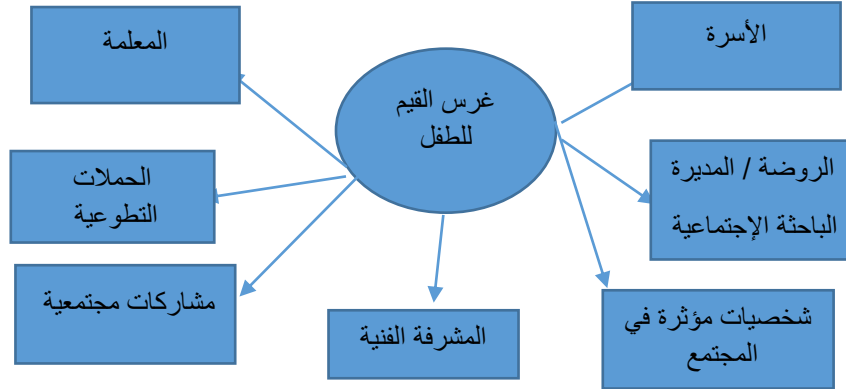 الأسرة
المعلمة
غرس القيم
للطفل
الروضة / المديرة
الباحثة الإجتماعية
الحملات
التطوعية
شخصيات مؤثرة في
المجتمع
المشرفة الفنية
مشاركات مجتمعية